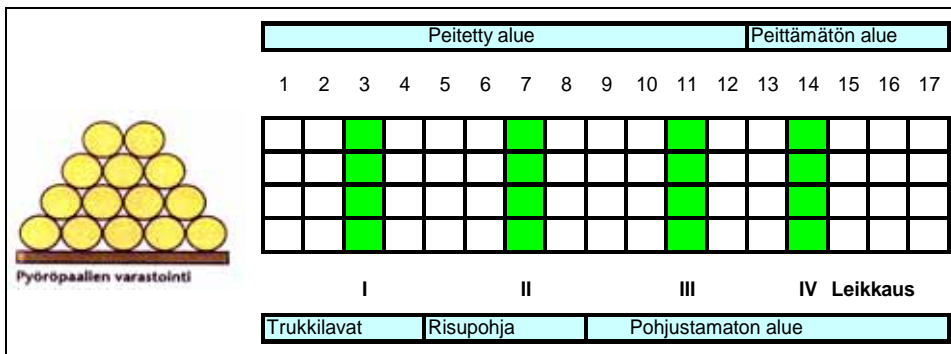 Peitetty alue Peittämätön alue
1 2 3 4 5 6 7 8 9 10 11 12 13 14 15 16 17
Pyöröpaalien varastointi
I II III IV Leikkaus
Trukkilavat Risupohja Pohjustamaton alue